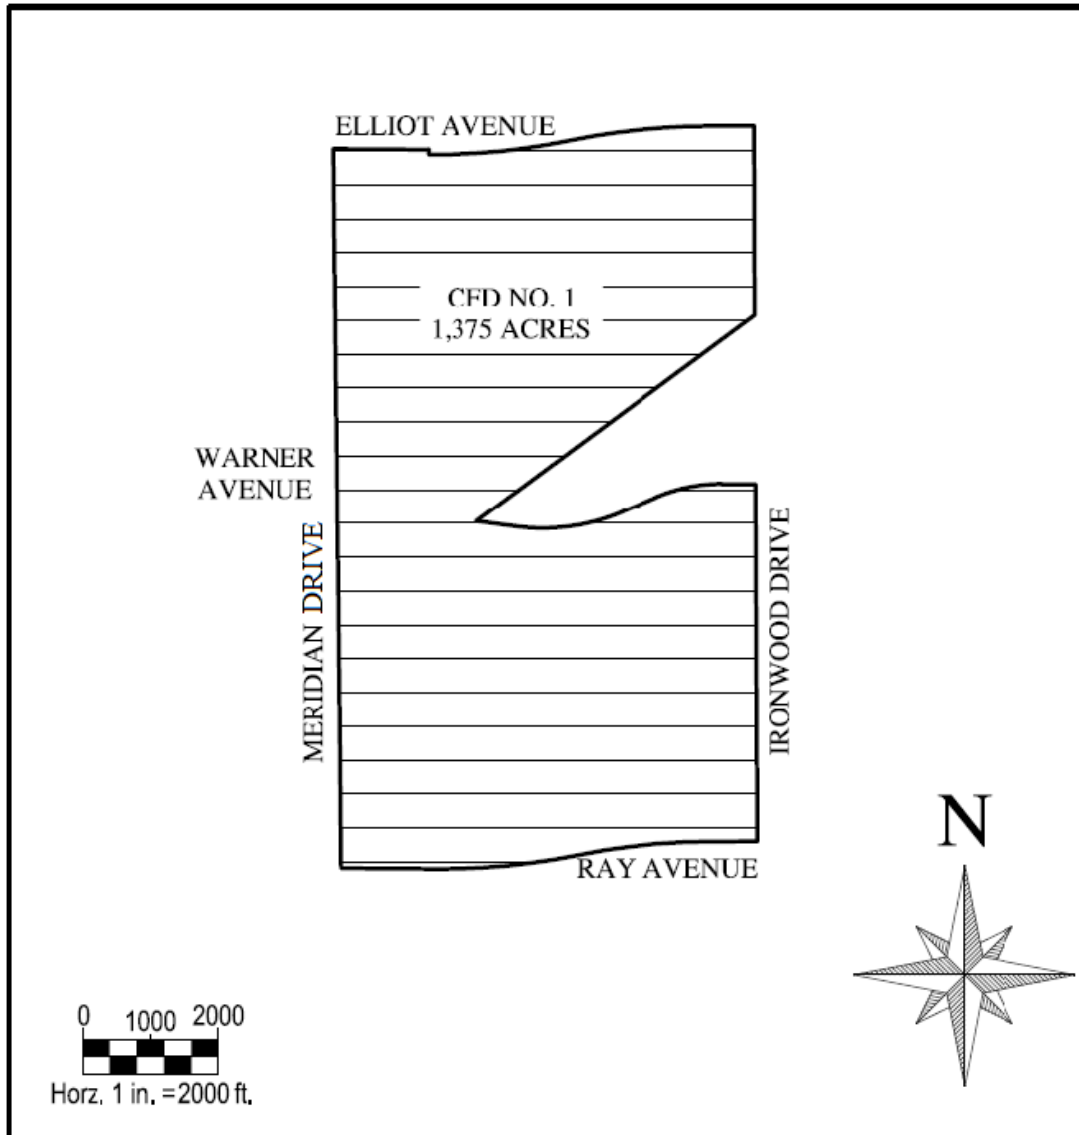 ELLIOT AVENUE
CFD NO. 1
1,375 ACRES
WARNER
AVENUE
MERIDIAN DRIVE
IRONWOOD DRIVE
RAY AVENUE
N
0 1000 2000
Horz. 1 in. =2000 ft.